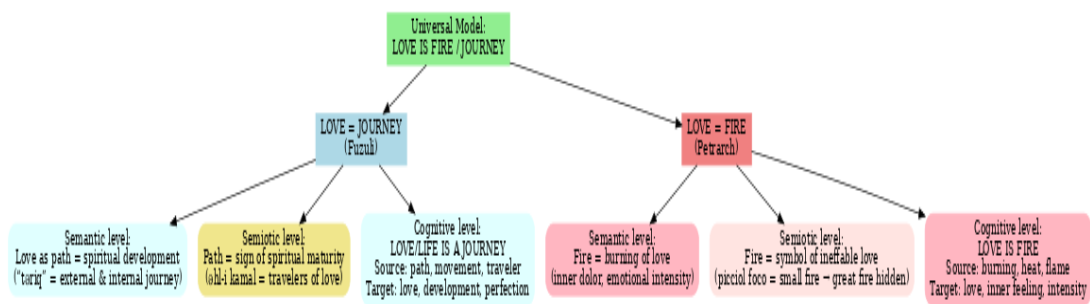 Universal Model:
LOVE IS FIRE / JOURNEY
LOVE = JOURNEY
(Fuzuli)
LOVE = FIRE
(Petrarch)
Semantic level:
Love as path = spiritual development
("təriq" = external & internal journey)
Semiotic level:
Path = sign of spiritual maturity
(əhl-i kamal = travelers of love)
Cognitive level:
LOVE/LIFE IS A JOURNEY
Source: path, movement, traveler
Target: love, development, perfection
Semantic level:
Fire = burning of love
(inner dolor, emotional intensity)
Semiotic level:
Fire = symbol of ineffable love
(picciol foco = small fire → great fire hidden)
Cognitive level:
LOVE IS FIRE
Source: burning, heat, flame
Target: love, inner feeling, intensity